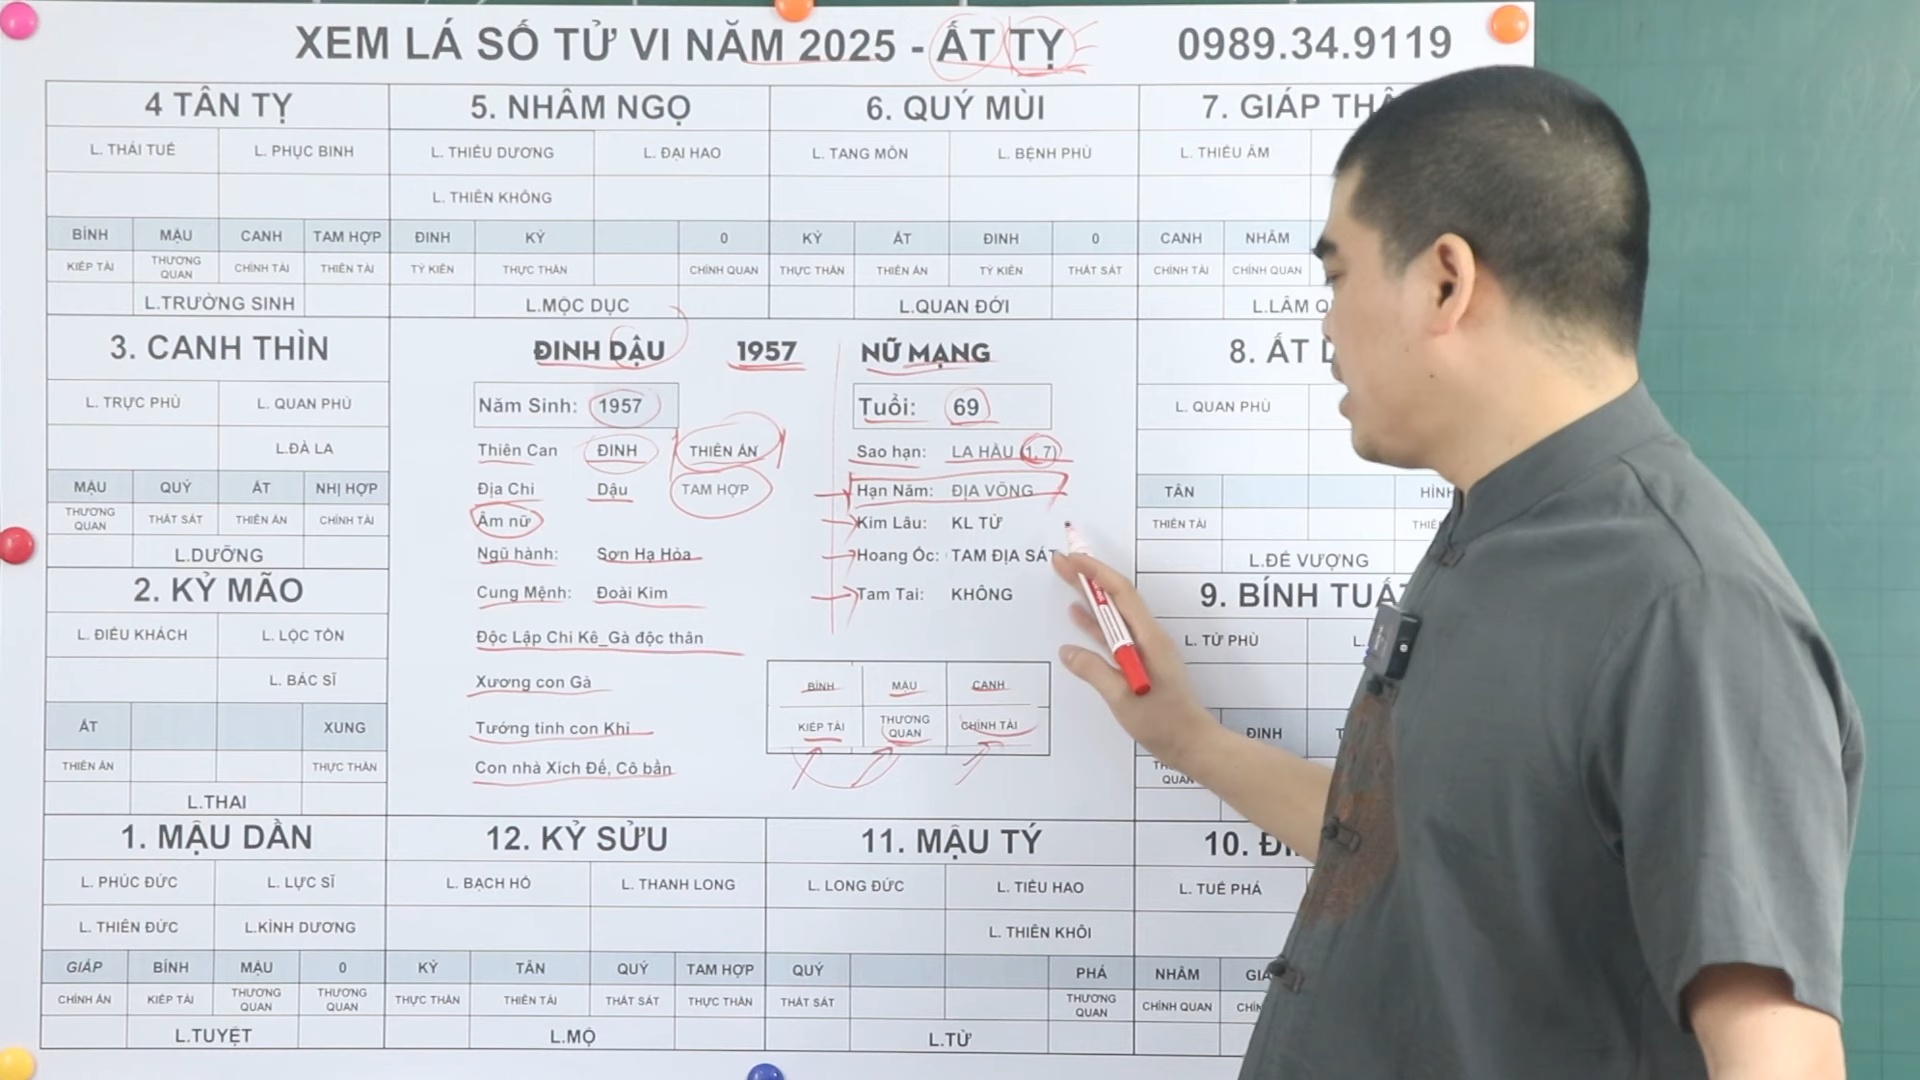 XEM LÁ SỐ TỬ VI NĂM 2025 - ẤT TỴ 0989.34.9119
4 TÂN TỴ
L. THÁI TUẾ L. PHỤC BINH
BÍNH MẬU CANH TAM HỢP
KIẾP TÀI THƯƠNG QUAN CHÍNH TÀI THIÊN TÀI
L.TRƯỜNG SINH
5. NHÂM NGỌ
L. THIẾU DƯƠNG L. ĐẠI HAO
L. THIÊN KHÔNG
ĐINH KỶ 0
TỶ KIÊN THỰC THẦN CHÍNH QUAN
L.MỘC DỤC
6. QUÝ MÙI
L. TANG MÔN L. BỆNH PHÙ
KỶ ẤT ĐINH 0
THỰC THẦN THIÊN ẤN TỶ KIÊN THẤT SÁT
L.QUAN ĐỚI
7. GIÁP
L. THIẾU ÂM
CANH NHÂM
CHÍNH TÀI CHÍNH QUAN
3. CANH THÌN
L. TRỰC PHÙ L. QUAN PHỦ
L.ĐÀ LA
MẬU QUÝ ẤT NHỊ HỢP
THƯƠNG QUAN THẤT SÁT THIÊN ẤN CHÍNH TÀI
L.DƯỠNG
ĐINH DẬU 1957 NỮ MẠNG
Năm Sinh: 1957 Tuổi: 69
Thiên Can ĐINH THIÊN ẤN Sao hạn: LA HẦU (1, 7)
Địa Chi Dậu TAM HỢP Hạn Năm: ĐỊA VÕNG
Âm nữ Kim Lâu: KL TỬ
Ngũ hành: Sơn Hạ Hỏa Hoang Ốc: TAM ĐỊA SÁT
Cung Mệnh: Đoài Kim Tam Tai: KHÔNG
Độc Lập Chi Kê_Gà độc thân
Xương con Gà
Tướng tinh con Khỉ
Con nhà Xích Đế, Cô bần
BÍNH MẬU CANH
KIẾP TÀI THƯƠNG QUAN CHÍNH TÀI
8. ẤT
L. QUAN PHÙ
TÂN
THIÊN TÀI
L.ĐẾ VƯỢNG
2. KỶ MÃO
L. ĐIẾU KHÁCH L. LỘC TỒN
L. BÁC SĨ
ẤT XUNG
THIÊN ẤN THỰC THẦN
L.THAI
9. BÍNH TUẤT
L. TỬ PHÙ
ĐINH
1. MẬU DẦN
L. PHÚC ĐỨC L. LỰC SĨ
L. THIÊN ĐỨC L.KÌNH DƯƠNG
GIÁP BÍNH MẬU 0
CHÍNH ẤN KIẾP TÀI THƯƠNG QUAN THƯƠNG QUAN
L.TUYỆT
12. KỶ SỬU
L. BẠCH HỔ L. THANH LONG
KỶ TÂN QUÝ TAM HỢP
THỰC THẦN THIÊN TÀI THẤT SÁT THỰC THẦN
L.MỘ
11. MẬU TÝ
L. LONG ĐỨC L. TIỂU HAO
L. THIÊN KHÔI
QUÝ PHÁ
THẤT SÁT THƯƠNG QUAN
L.TỬ
10.
L. TUẾ PHÁ
NHÂM
CHÍNH QUAN